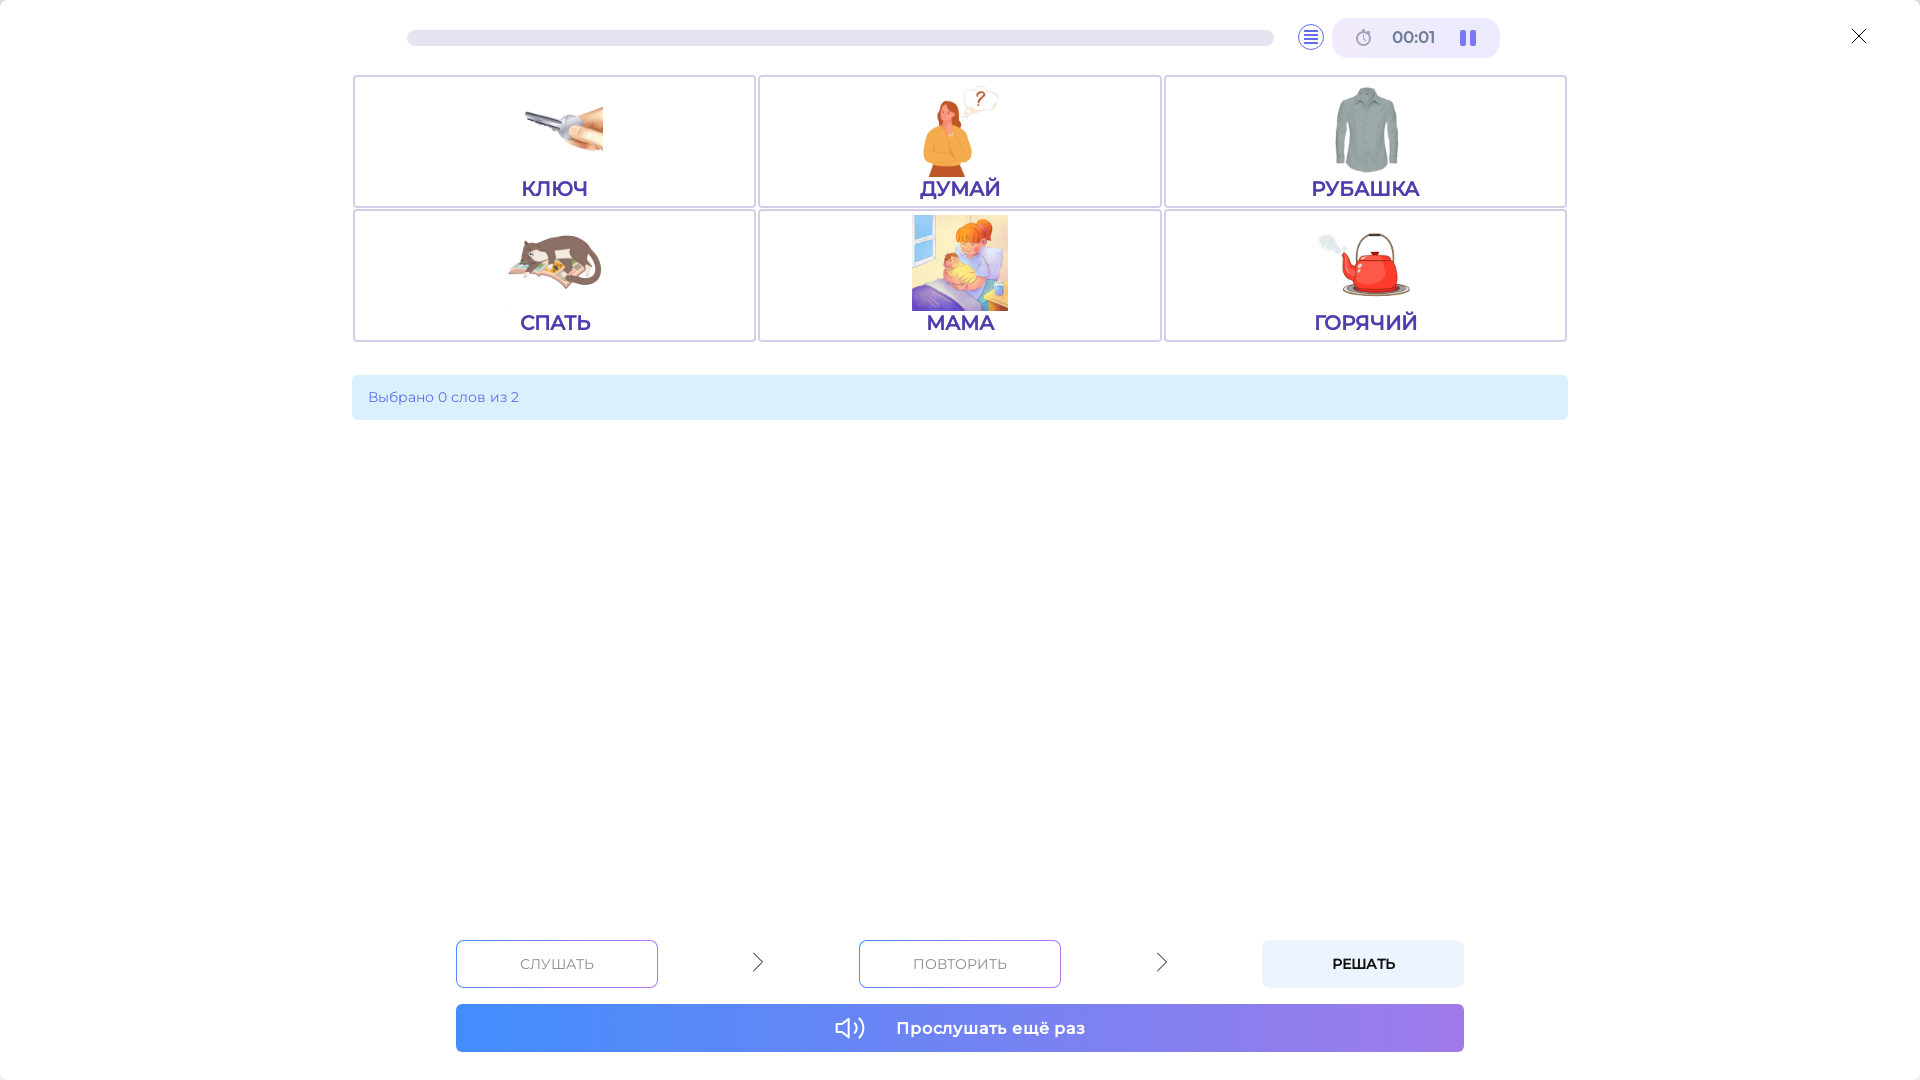 00:01
КЛЮЧ
?
ДУМАЙ
РУБАШКА
СПАТЬ
МАМА
ГОРЯЧИЙ
Выбрано 0 слов из 2
СЛУШАТЬ
ПОВТОРИТЬ
РЕШАТЬ
Прослушать ещё раз